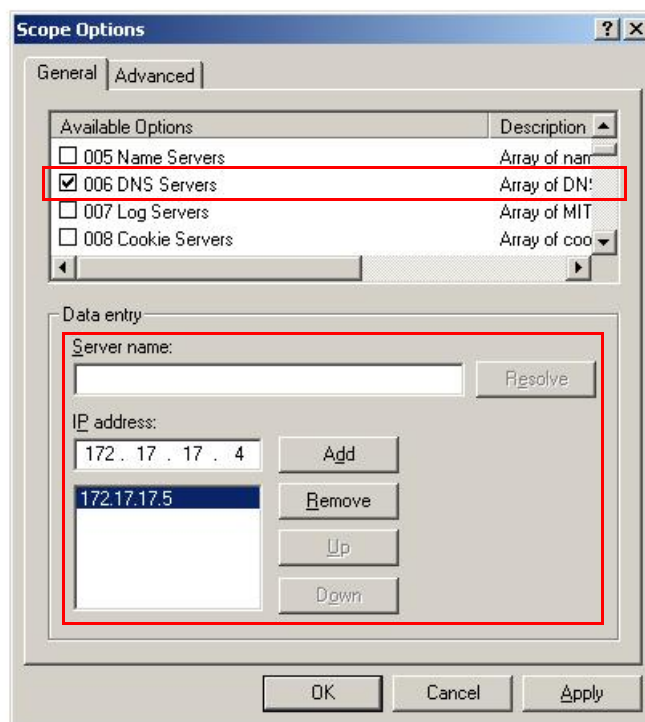 Scope Options
General Advanced
Available Options Description
005 Name Servers Array of nam
006 DNS Servers Array of DN
007 Log Servers Array of MIT
008 Cookie Servers Array of coo
Data entry
Server name:
Resolve
IP address:
172 . 17 . 17 . 4 Add
172.17.17.5 Remove
Up
Down
OK Cancel Apply